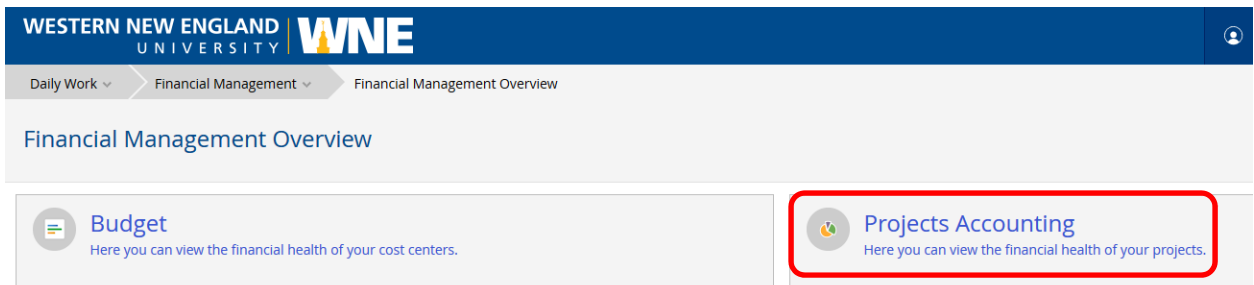 WESTERN NEW ENGLAND
UNIVERSITY
WNE
Daily Work Financial Management Financial Management Overview
Financial Management Overview
Budget
Here you can view the financial health of your cost centers.
Projects Accounting
Here you can view the financial health of your projects.